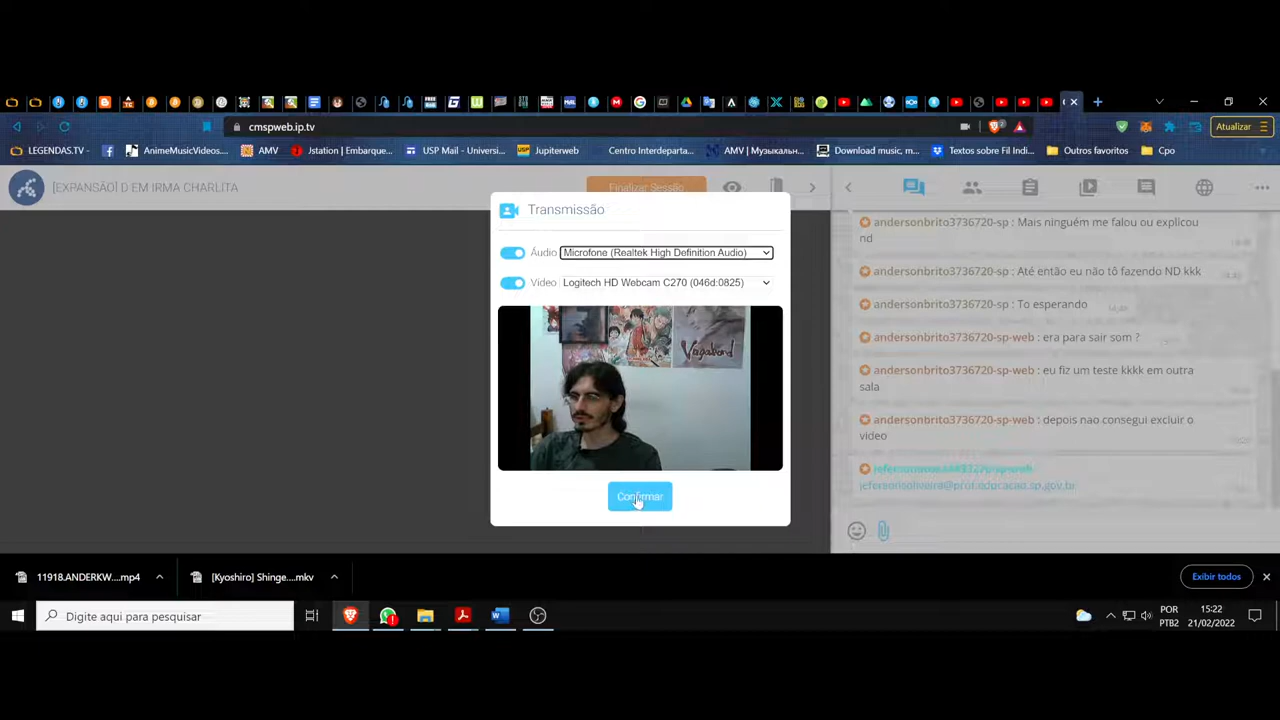 cmspweb.ip.tv
Atualizar
LEGENDAS.TV -
AnimeMusicVideos...
AMV
Jstation | Embarque...
USP Mail - Universi...
Jupiterweb
Centro Interdeparta...
AMV | Музыкальн...
Download music, m...
Textos sobre Fil Indi...
Outros favoritos
Cpo
[EXPANSÃO] D EM IRMA CHARLITA
Finalizar Sessão
Transmissão
Áudio
Microfone (Realtek High Definition Audio)
Vídeo
Logitech HD Webcam C270 (046d:0825)
Vagabond
Confirmar
andersonbrito3736720-sp : Mais ninguém me falou ou explicou
nd
andersonbrito3736720-sp : Até então eu não tô fazendo ND kkk
andersonbrito3736720-sp : To esperando
andersonbrito3736720-sp-web : era para sair som ?
andersonbrito3736720-sp-web : eu fiz um teste kkkk em outra
sala
andersonbrito3736720-sp-web : depois nao consegui excluir o
video
11918.ANDERKW....mp4
[Kyoshiro] Shinge....mkv
Exibir todos
Digite aqui para pesquisar
POR
PTB2
15:22
21/02/2022